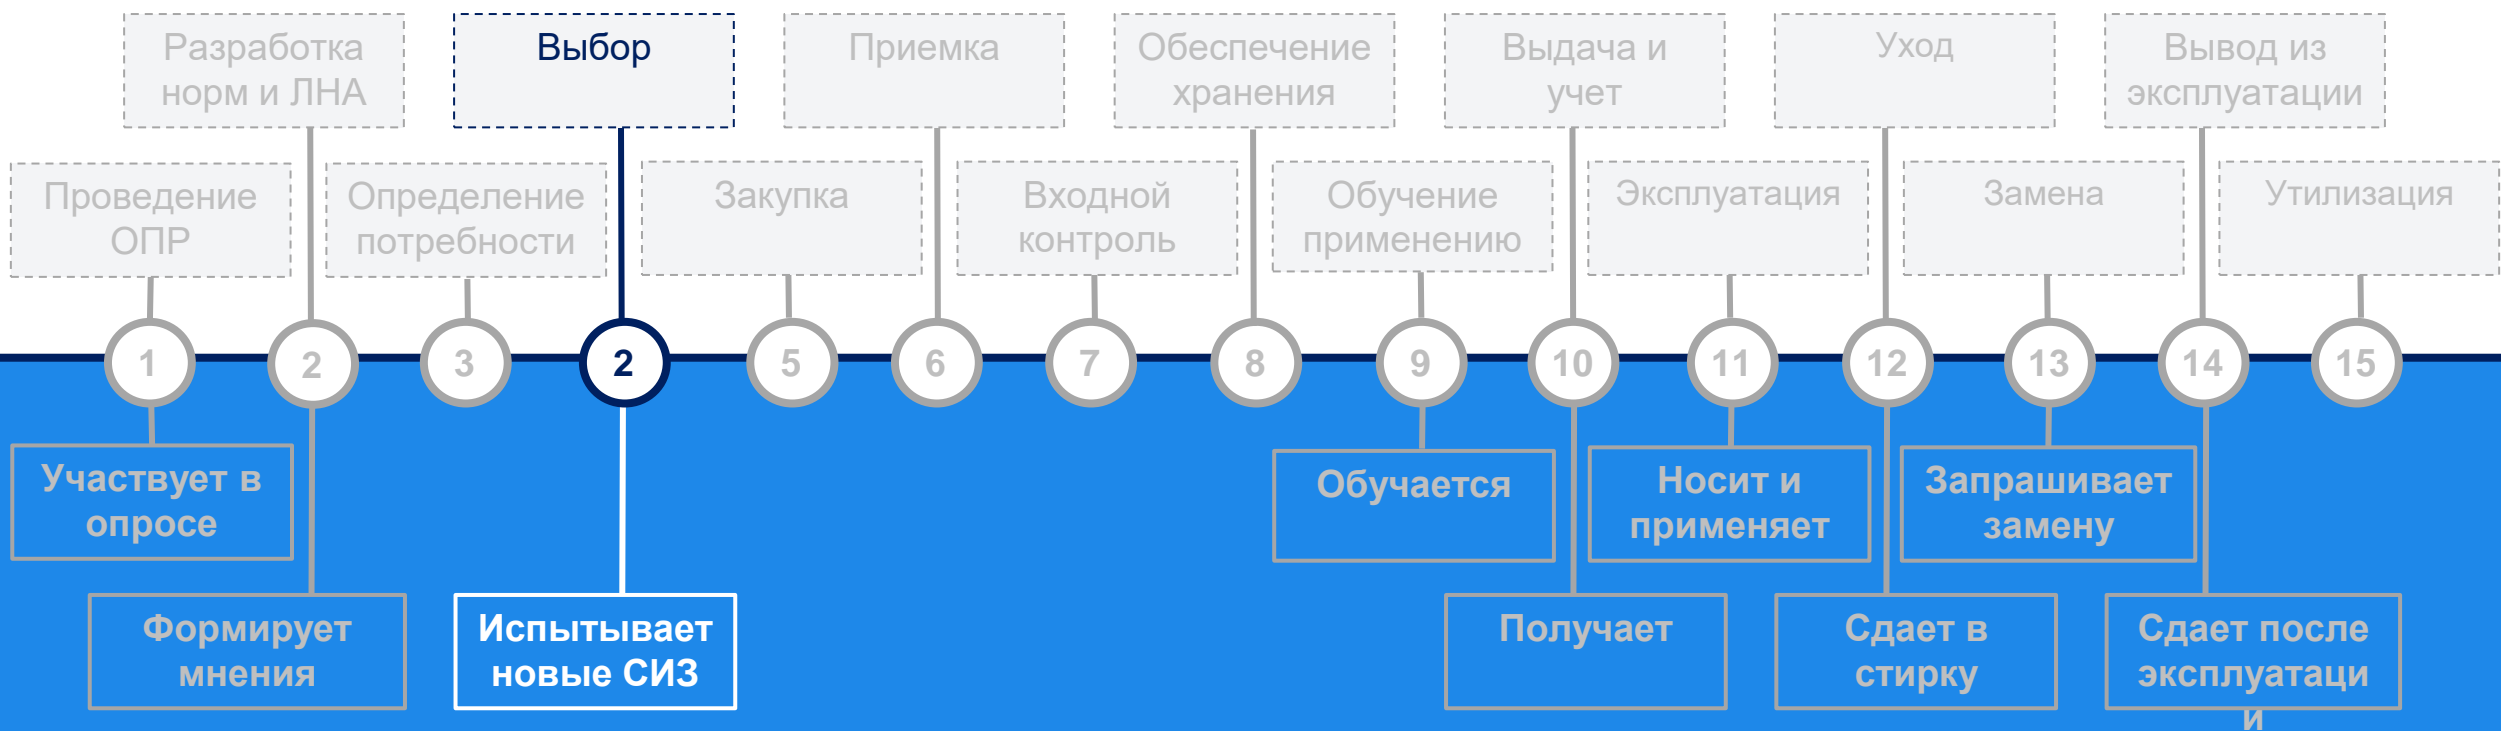 Разработка
норм и ЛНА
Выбор
Приемка
Обеспечение
хранения
Выдача и
учет
Уход
Вывод из
эксплуатации
Проведение
ОПР
Определение
потребности
Закупка
Входной
контроль
Обучение
применению
Эксплуатация
Замена
Утилизация
1
2
3
2
5
6
7
8
9
10
11
12
13
14
15
Участвует в
опросе
Обучается
Носит и
применяет
Запрашивает
замену
Формирует
мнения
Испытывает
новые СИЗ
Получает
Сдает в
стирку
Сдает после
эксплуатаци
и